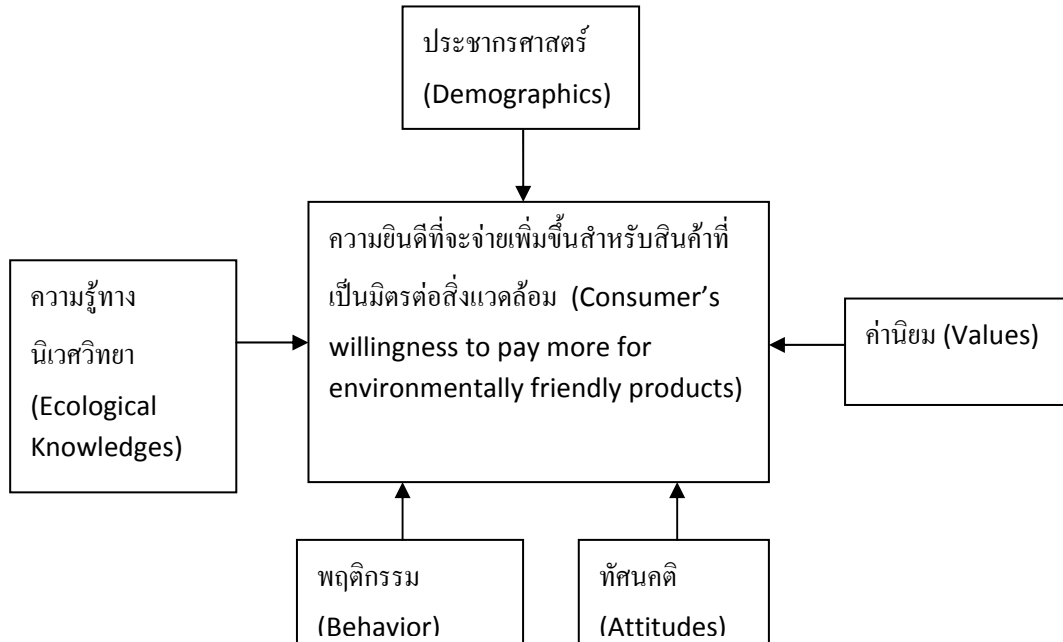 ประชากรศาสตร์
(Demographics)
ความยินดีที่จะจ่ายเพิ่มขึ้นสำหรับสินค้าที่
เป็นมิตรต่อสิ่งแวดล้อม (Consumer’s
willingness to pay more for
environmentally friendly products)
ความรู้ทาง
นิเวศวิทยา
(Ecological
Knowledges)
ค่านิยม (Values)
พฤติกรรม
(Behavior)
ทัศนคติ
(Attitudes)